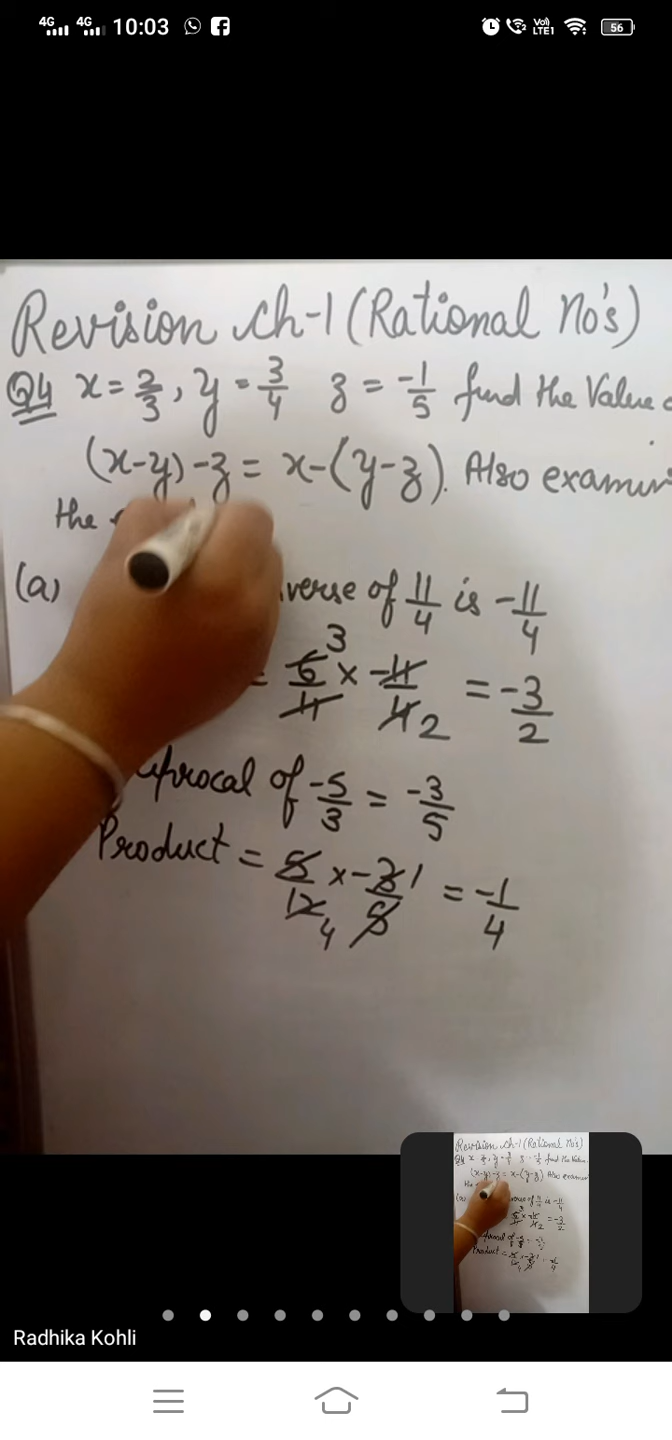 4G 4G 10:03 Vo) LTE1 56
Revision Ch-1 (Rational No's)
Q4 x = 2/3, y = 3/4 z = -1/5 find the Value
(x-y)-z = x-(y-z). Also examin
the
(a) verse of 11/4 is -11/4
= 6/11 3 × -11/4 2 = -3/2
procal of -5/3 = -3/5
Product = 5/12 4 × -3/5 1 = -1/4
Radhika Kohli